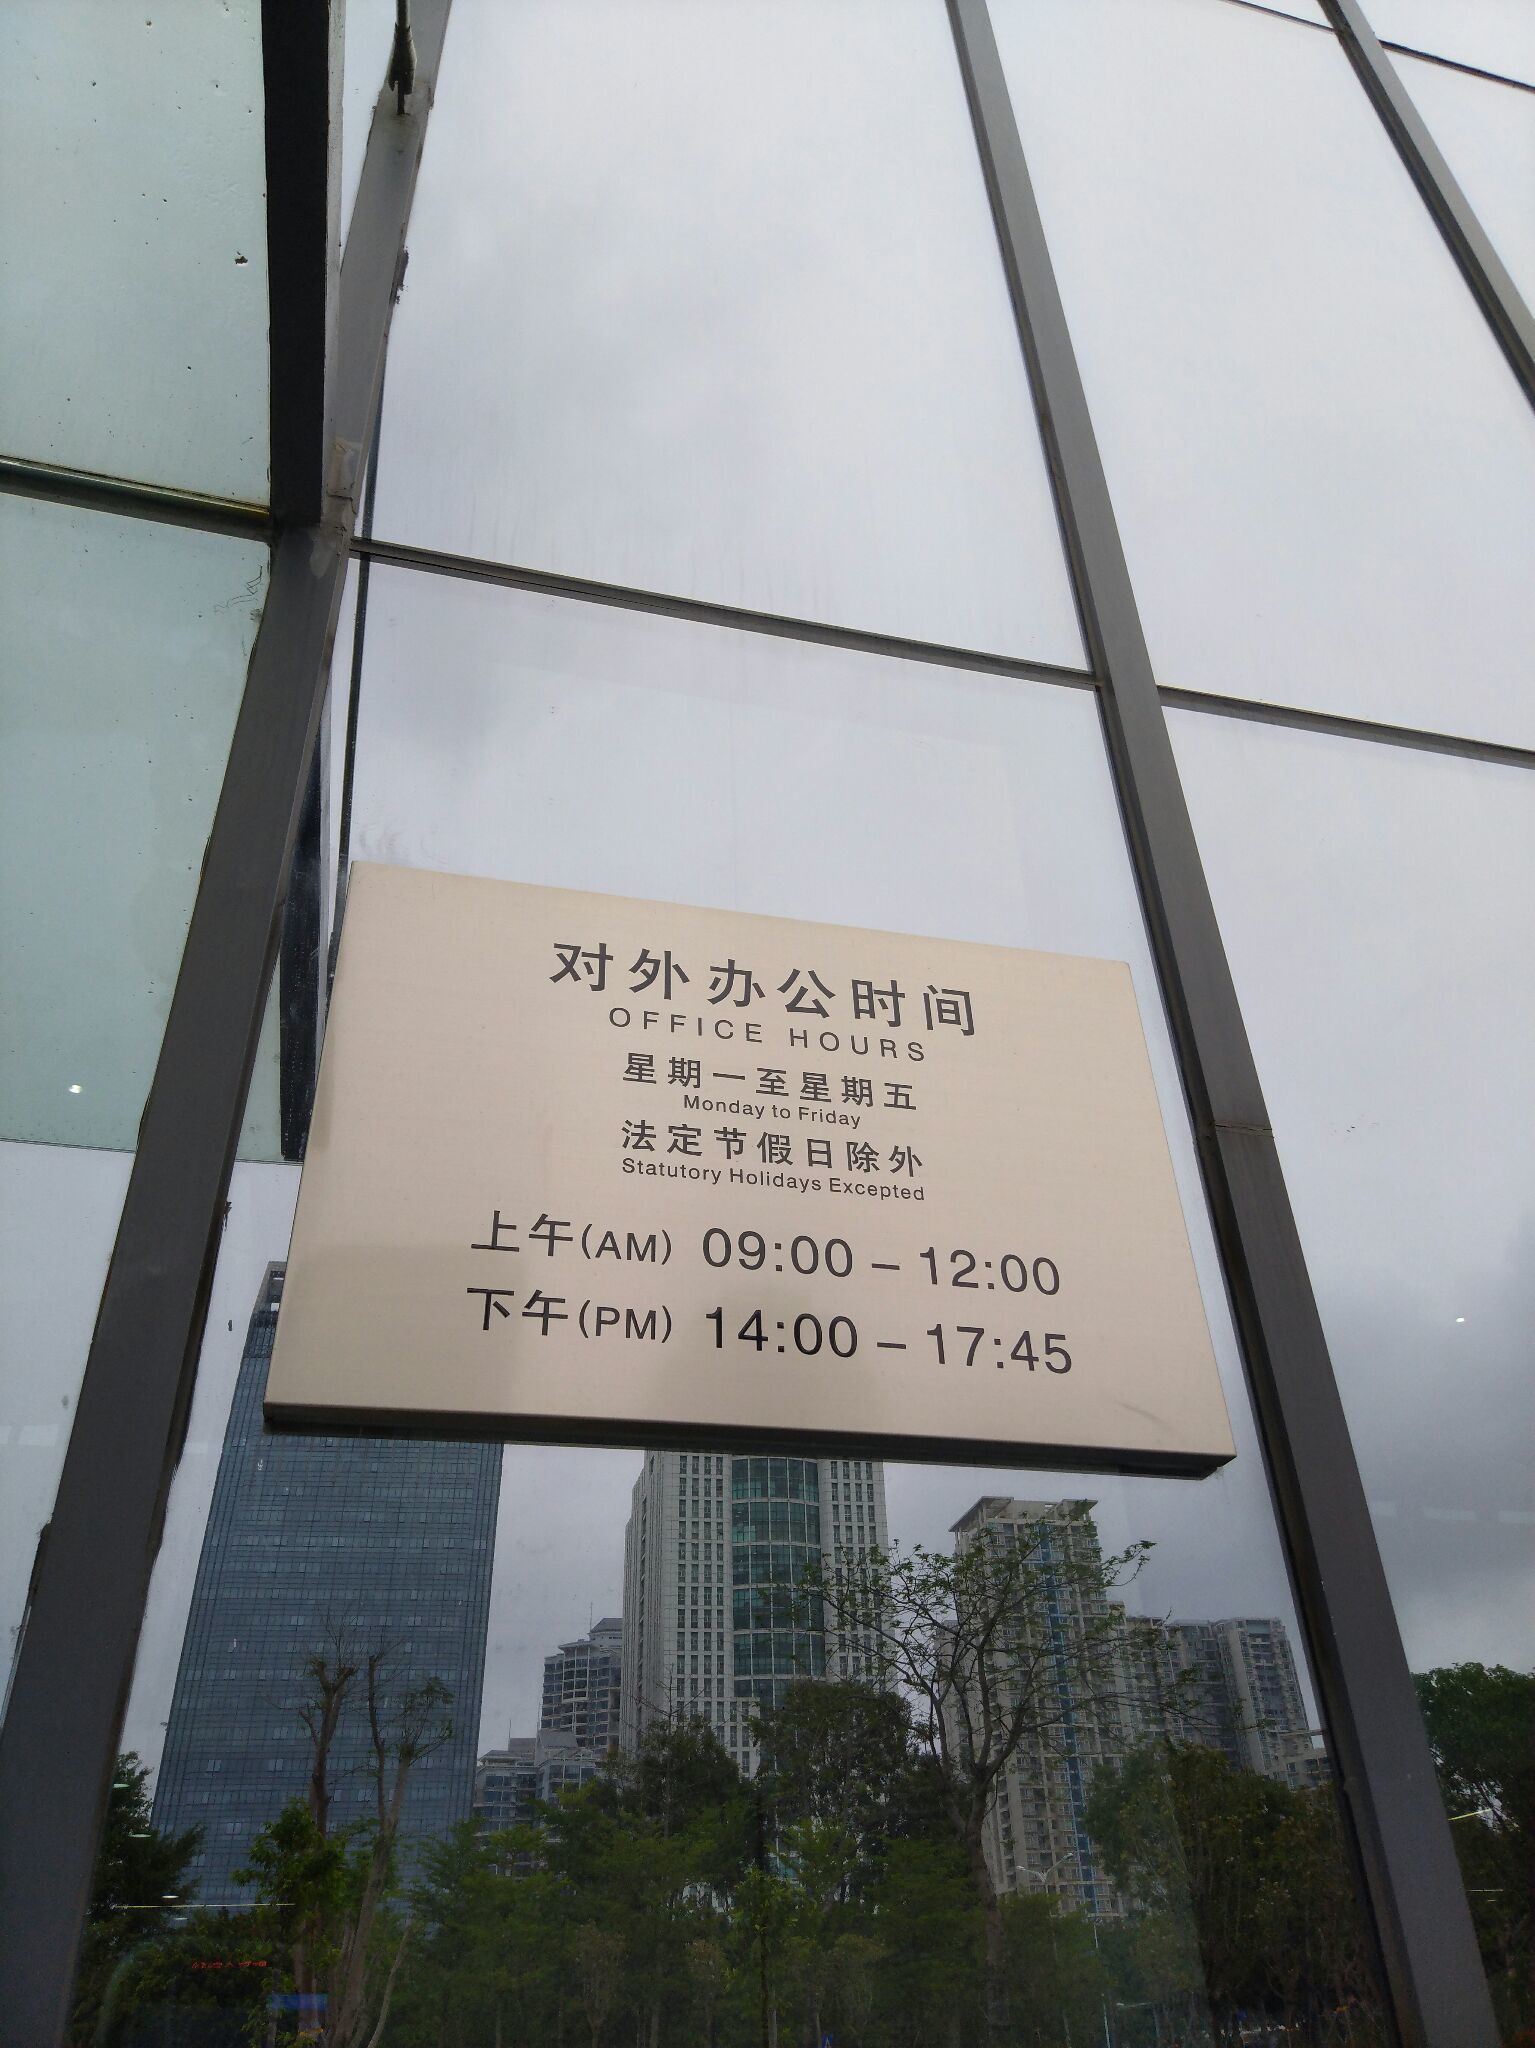 对外办公时间
OFFICE HOURS
星期一至星期五
Monday to Friday
法定节假日除外
Statutory Holidays Excepted
上午(AM) 09:00 – 12:00
下午(PM) 14:00 – 17:45